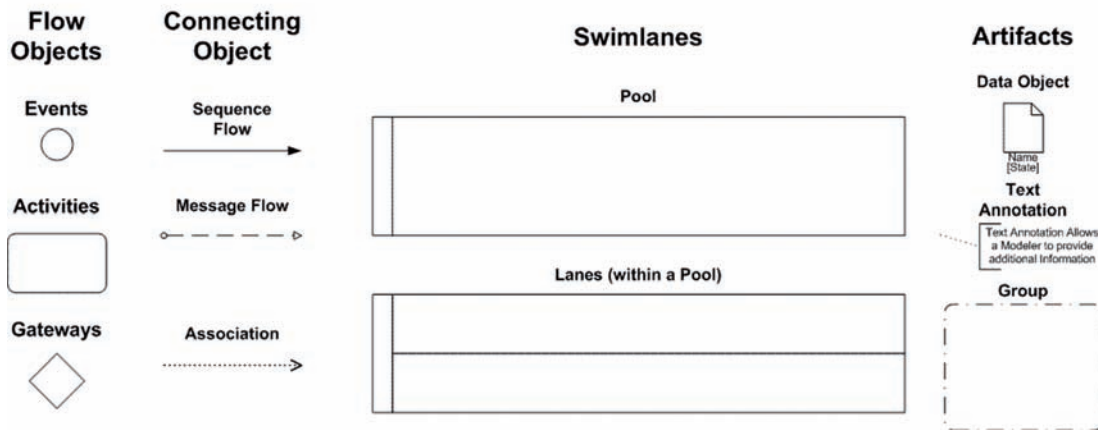 Flow
Objects
Events
Activities
Gateways
Connecting
Object
Sequence
Flow
Message Flow
Association
Swimlanes
Pool
Lanes (within a Pool)
Artifacts
Data Object
Name
[State]
Text
Annotation
Text Annotation Allows
a Modeler to provide
additional Information
Group